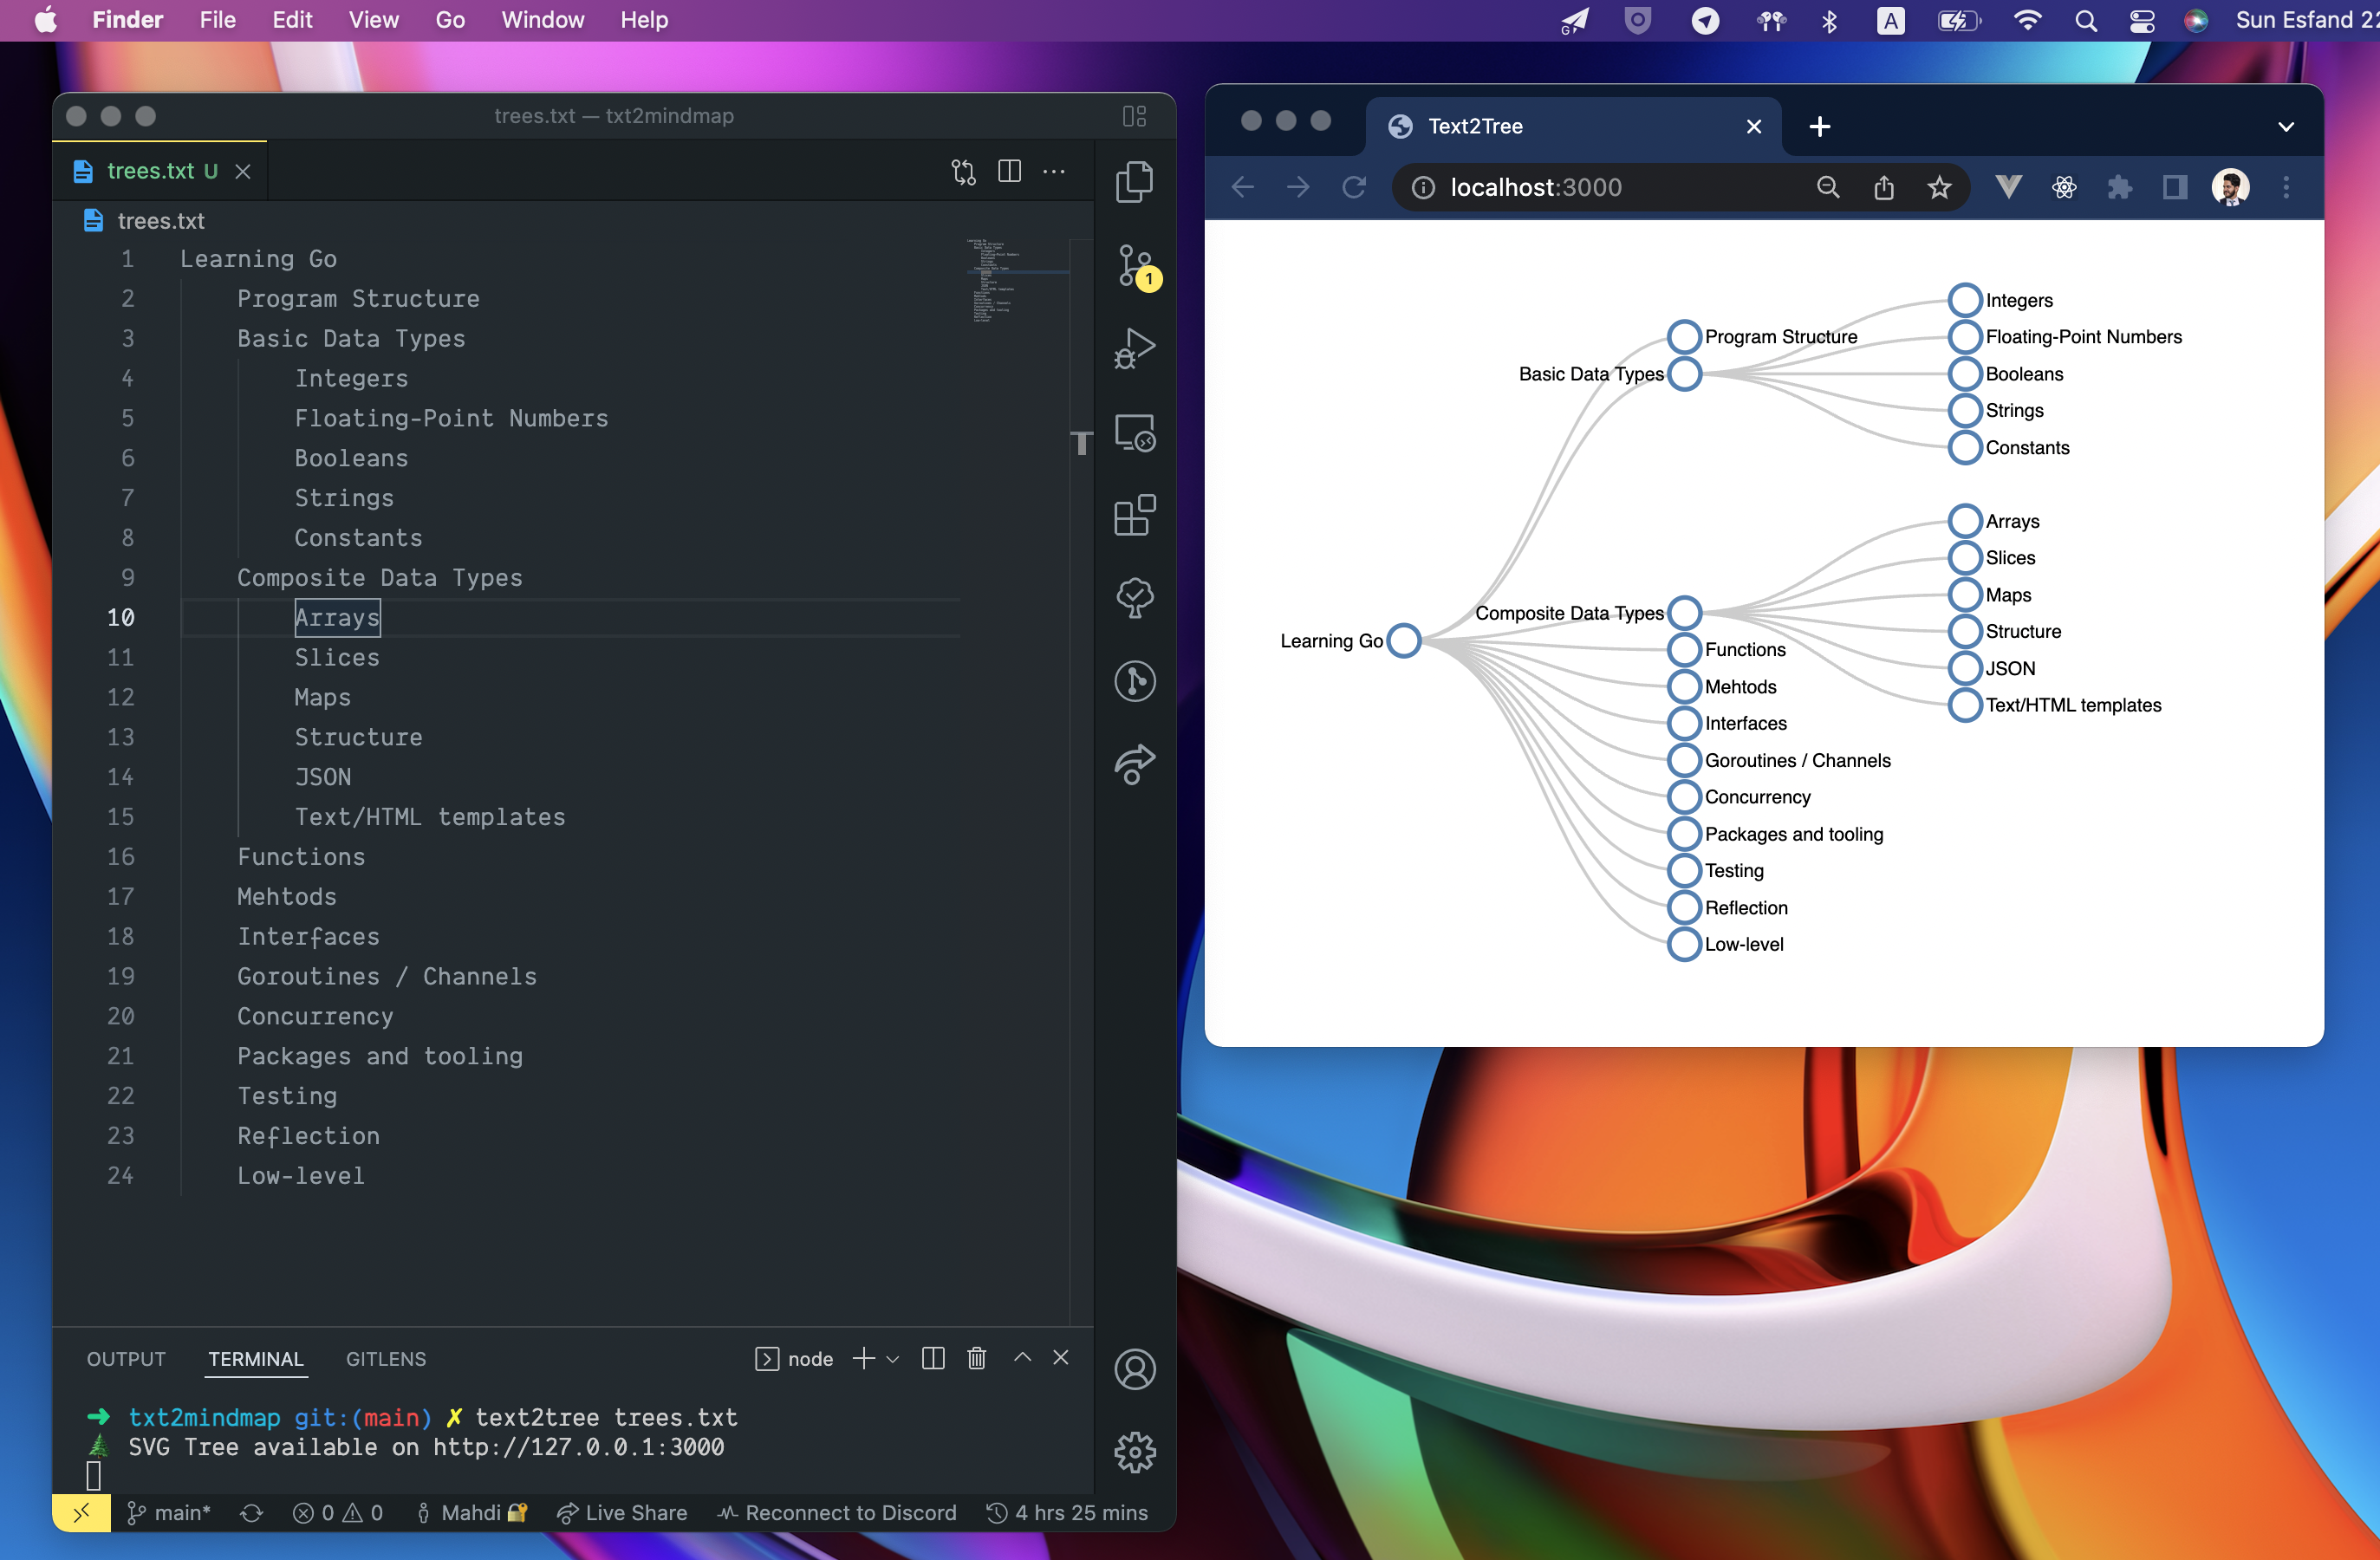 Finder File Edit View Go Window Help
G
A
Sun Esfand 22
trees.txt — txt2mindmap
trees.txt U
trees.txt
1 Learning Go
2 Program Structure
3 Basic Data Types
4 Integers
5 Floating-Point Numbers
6 Booleans
7 Strings
8 Constants
9 Composite Data Types
10 Arrays
11 Slices
12 Maps
13 Structure
14 JSON
15 Text/HTML templates
16 Functions
17 Mehtods
18 Interfaces
19 Goroutines / Channels
20 Concurrency
21 Packages and tooling
22 Testing
23 Reflection
24 Low-level
1
OUTPUT TERMINAL GITLENS
node
➜ txt2mindmap git:(main) ✗ text2tree trees.txt
🌲 SVG Tree available on http://127.0.0.1:3000
main* 0 0 Mahdi 🔐 Live Share Reconnect to Discord 4 hrs 25 mins
Text2Tree
localhost:3000
Learning Go
Program Structure
Basic Data Types
Integers
Floating-Point Numbers
Booleans
Strings
Constants
Composite Data Types
Arrays
Slices
Maps
Structure
JSON
Text/HTML templates
Functions
Mehtods
Interfaces
Goroutines / Channels
Concurrency
Packages and tooling
Testing
Reflection
Low-level